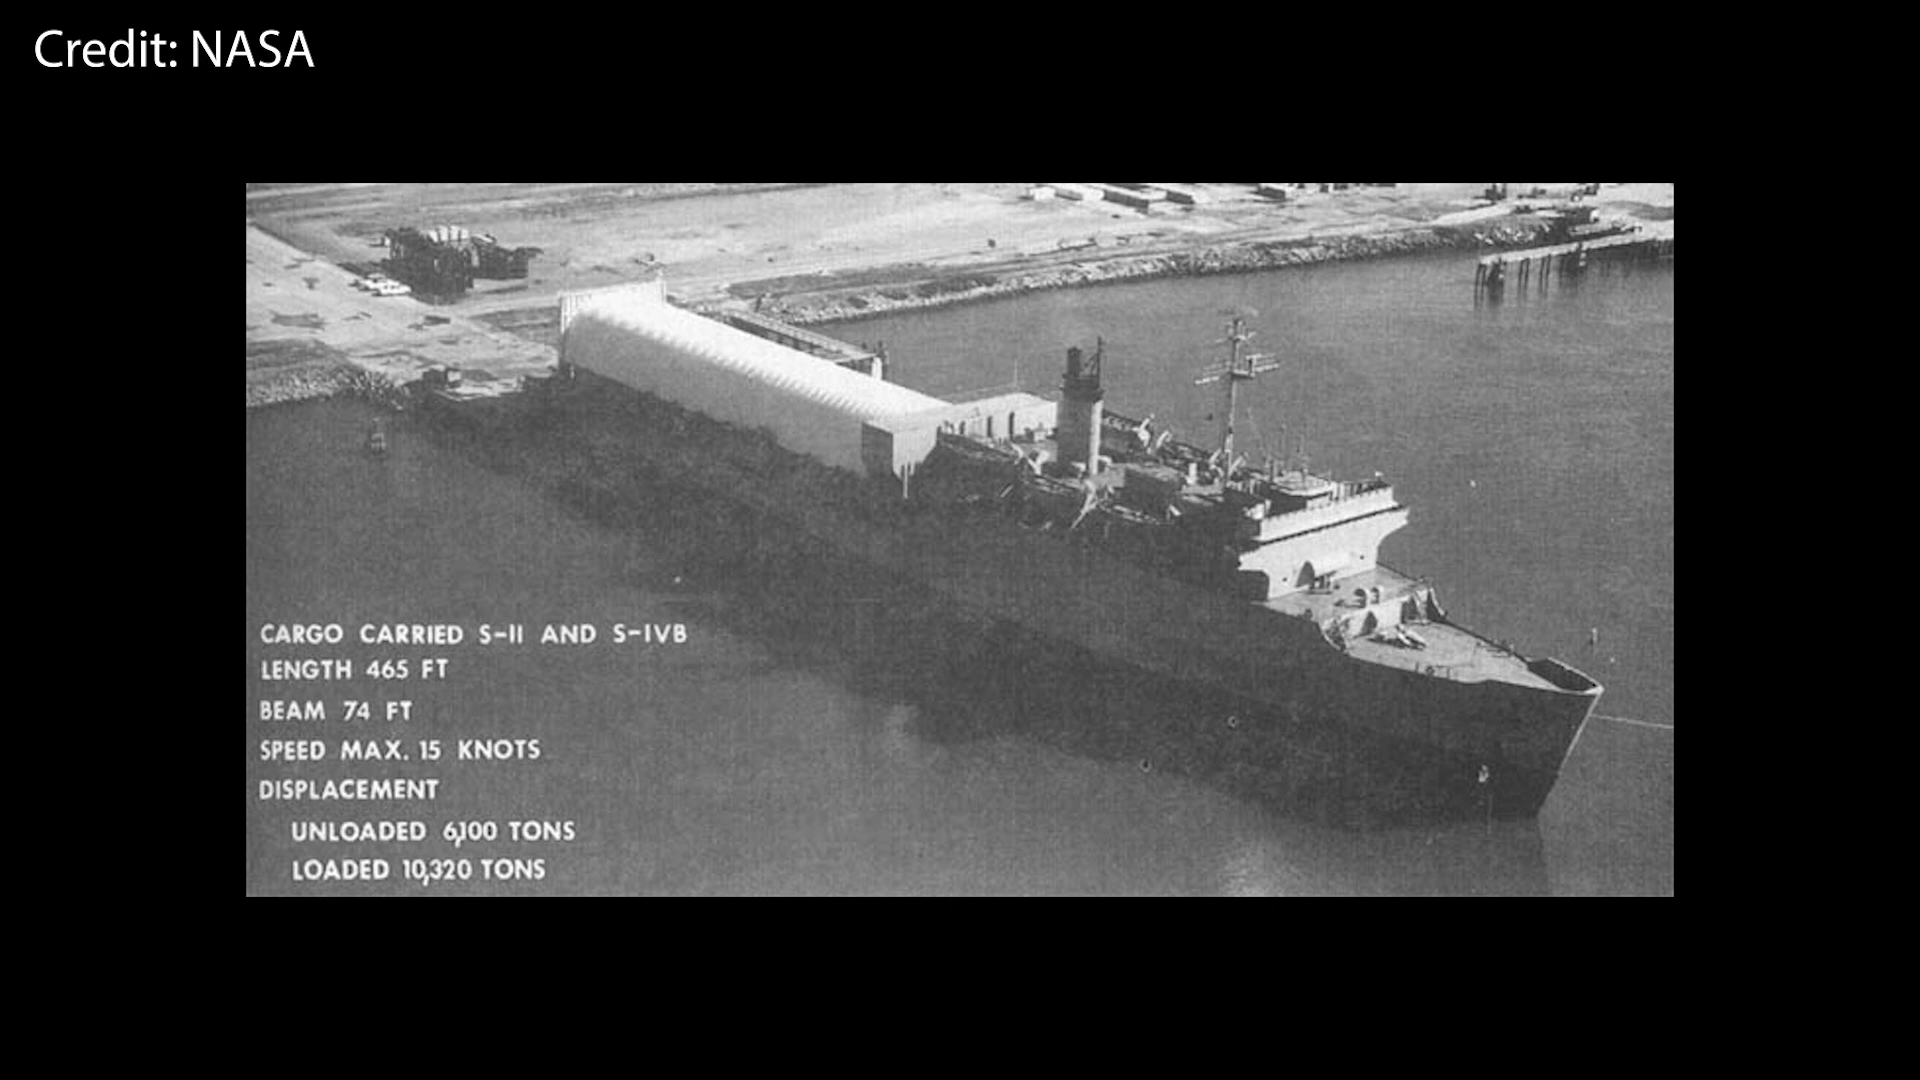 Credit: NASA
CARGO CARRIED S-II AND S-IVB
LENGTH 465 FT
BEAM 74 FT
SPEED MAX. 15 KNOTS
DISPLACEMENT
UNLOADED 6,100 TONS
LOADED 10,320 TONS